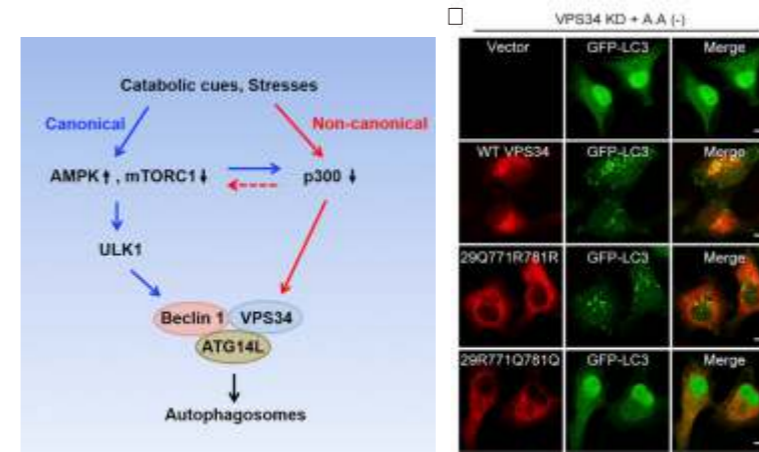 Catabolic cues, Stresses
Canonical
Non-canonical
AMPK↑ , mTORC1↓
p300 ↓
ULK1
Beclin 1
VPS34
ATG14L
Autophagosomes
VPS34 KD + A.A (-)
Vector GFP-LC3 Merge
WT VPS34 GFP-LC3 Merge
29Q771R781R GFP-LC3 Merge
29R771Q781Q GFP-LC3 Merge